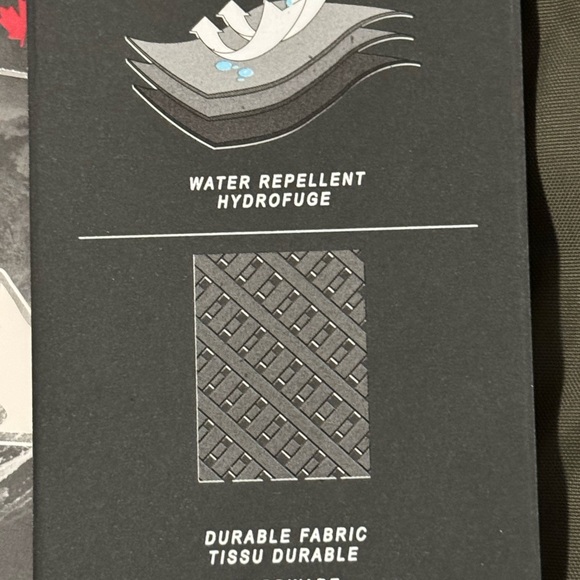 WATER REPELLENT
HYDROFUGE
DURABLE FABRIC
TISSU DURABLE